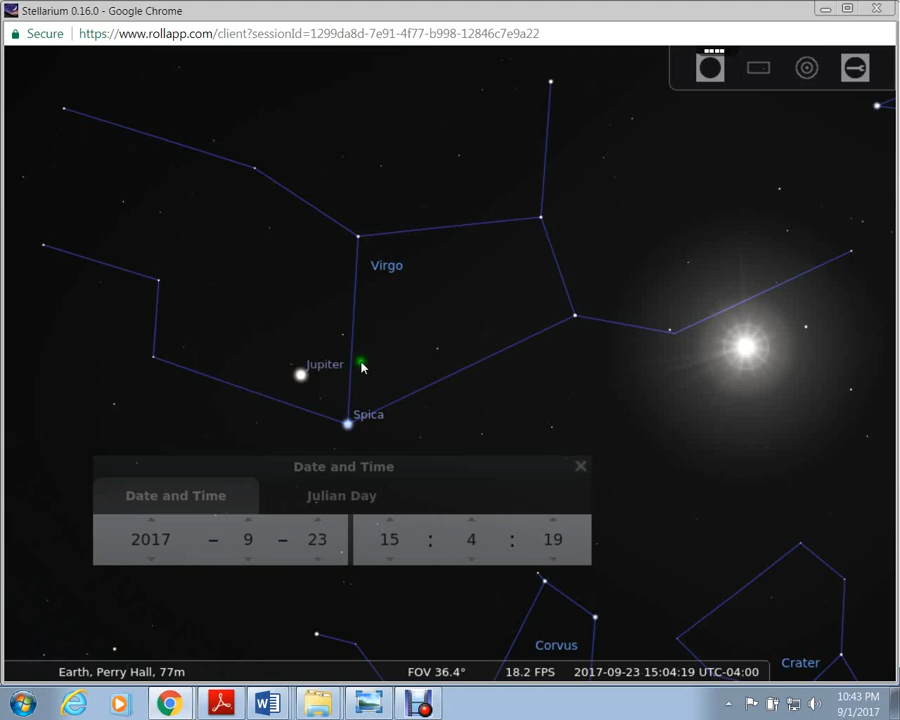 Stellarium 0.16.0 - Google Chrome
Secure https://www.rollapp.com/client?sessionId=1299da8d-7e91-4f77-b998-12846c7e9a22
Virgo
Jupiter
Spica
Date and Time
Date and Time Julian Day
2017 - 9 - 23 15 : 4 : 19
Corvus
Crater
Earth, Perry Hall, 77m FOV 36.4° 18.2 FPS 2017-09-23 15:04:19 UTC-04:00
10:43 PM
9/1/2017